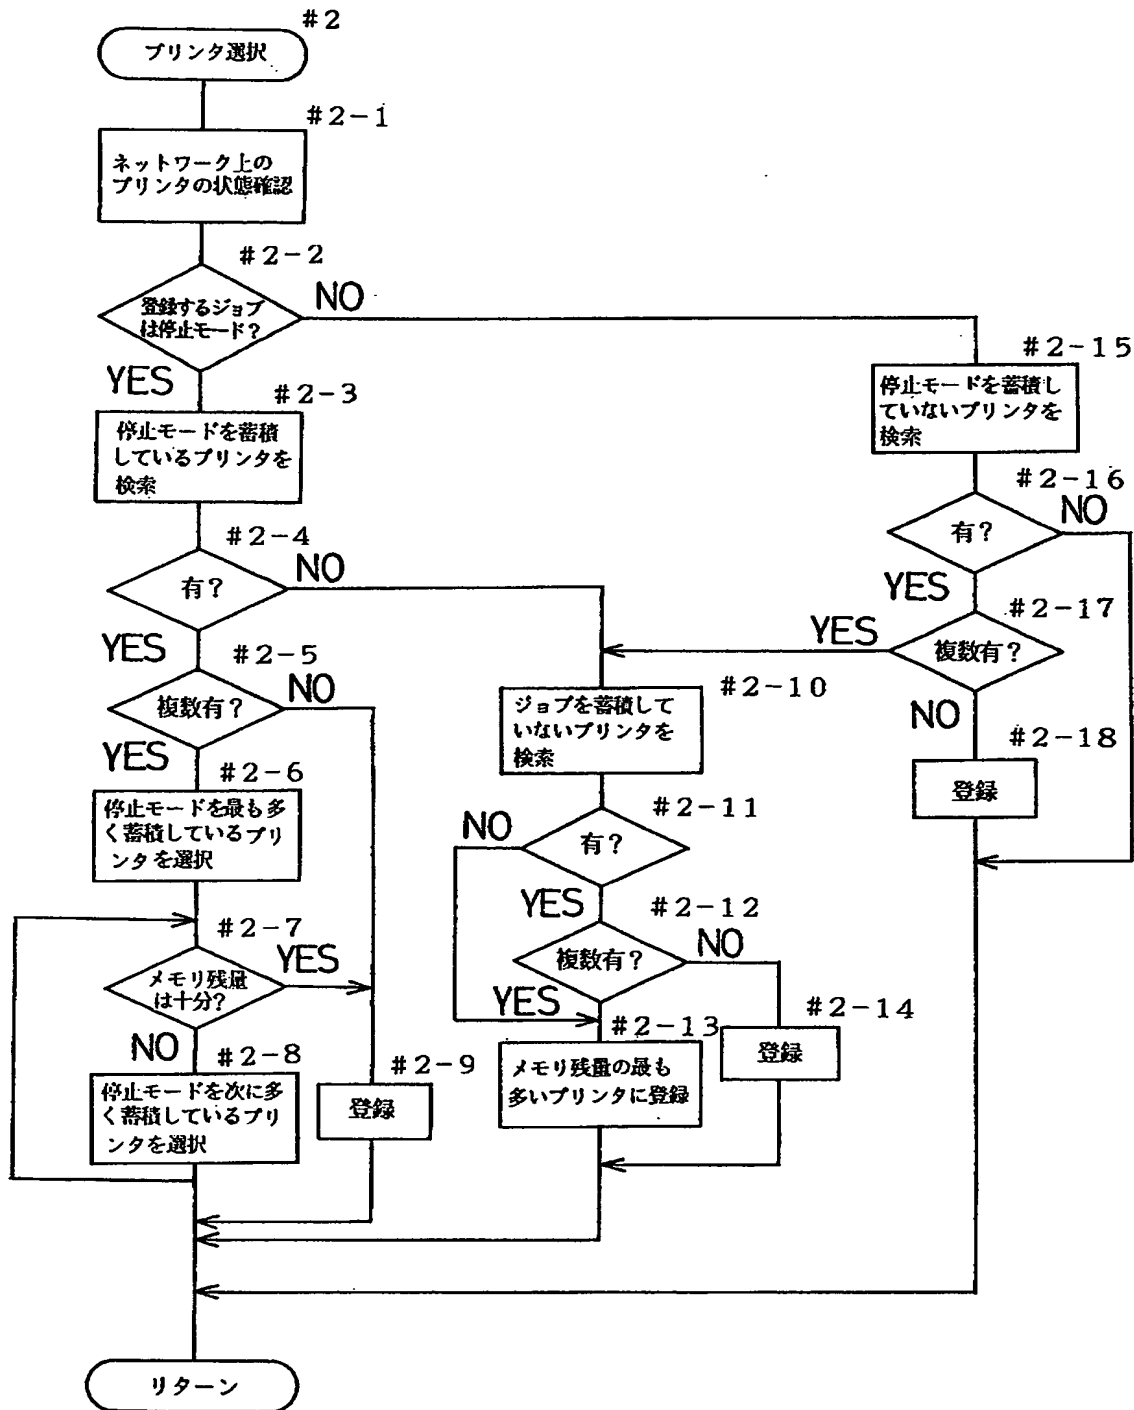 #2
プリンタ選択
#2-1
ネットワーク上の
プリンタの状態確認
#2-2
登録するジョブ
は停止モード?
NO
YES
#2-3
停止モードを蓄積
しているプリンタを
検索
#2-4
有?
NO
YES
#2-5
複数有?
NO
YES
#2-6
停止モードを最も多
く蓄積しているプリ
ンタを選択
#2-7
メモリ残量
は十分?
YES
NO
#2-8
停止モードを次に多
く蓄積しているプリ
ンタを選択
#2-9
登録
#2-10
ジョブを蓄積して
いないプリンタを
検索
#2-11
有?
NO
YES
#2-12
複数有?
NO
YES
#2-13
メモリ残量の最も
多いプリンタに登録
#2-14
登録
#2-15
停止モードを蓄積し
ていないプリンタを
検索
#2-16
有?
NO
YES
#2-17
複数有?
YES
NO
#2-18
登録
リターン